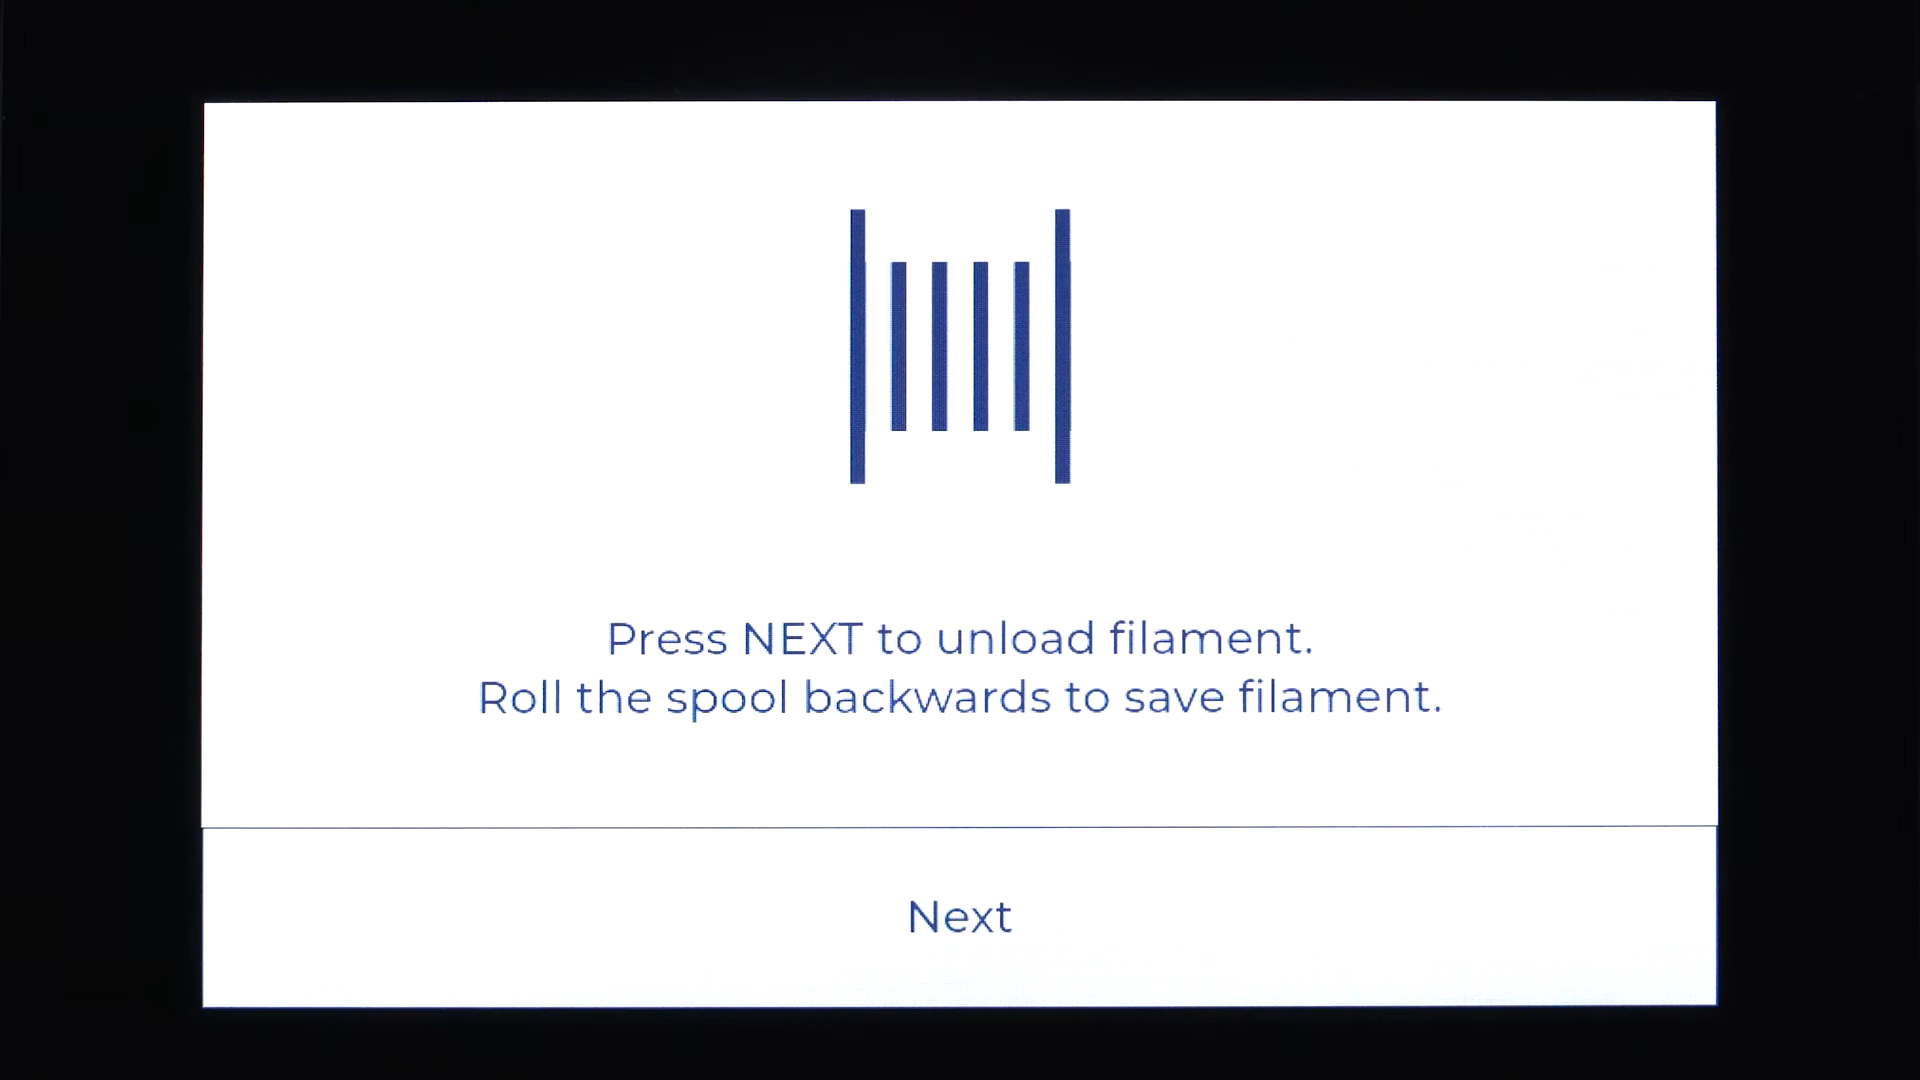 Press NEXT to unload filament.
Roll the spool backwards to save filament.
Next